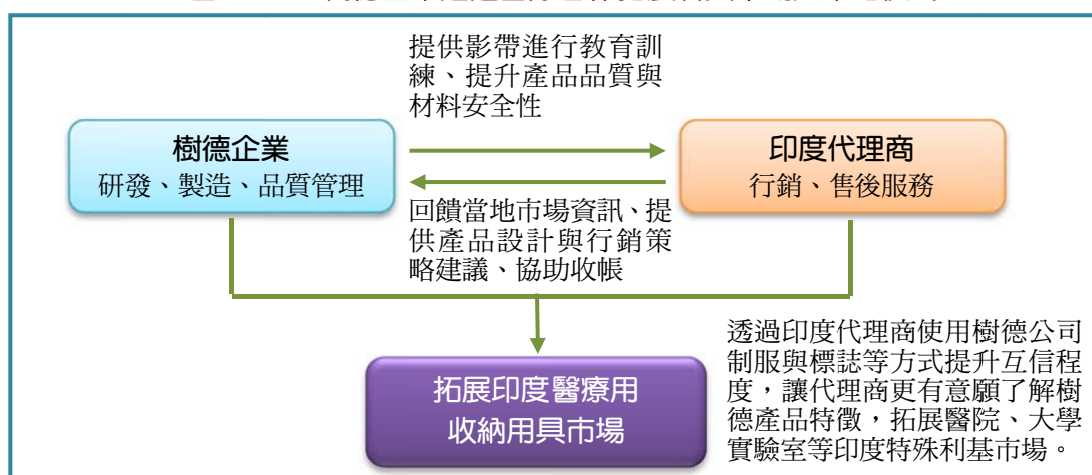 提供影帶進行教育訓
練、提升產品品質與
材料安全性
樹德企業
研發、製造、品質管理
印度代理商
行銷、售後服務
回饋當地市場資訊、提
供產品設計與行銷策
略建議、協助收帳
透過印度代理商使用樹德公司
制服與標誌等方式提升互信程
度，讓代理商更有意願了解樹
德產品特徵，拓展醫院、大學
實驗室等印度特殊利基市場。
拓展印度醫療用
收納用具市場